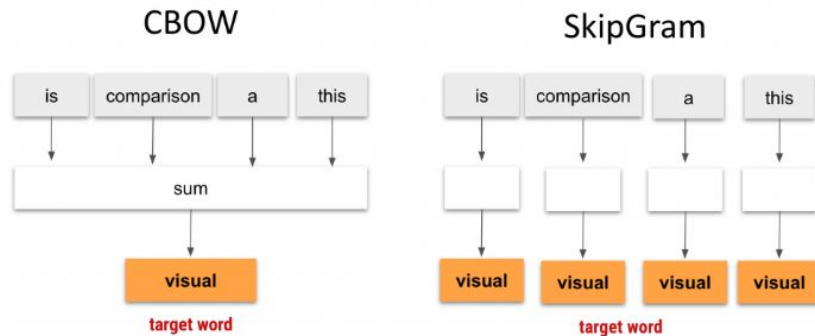 CBOW
is comparison a this
sum
visual
target word
SkipGram
is comparison a this
visual visual visual visual
target word